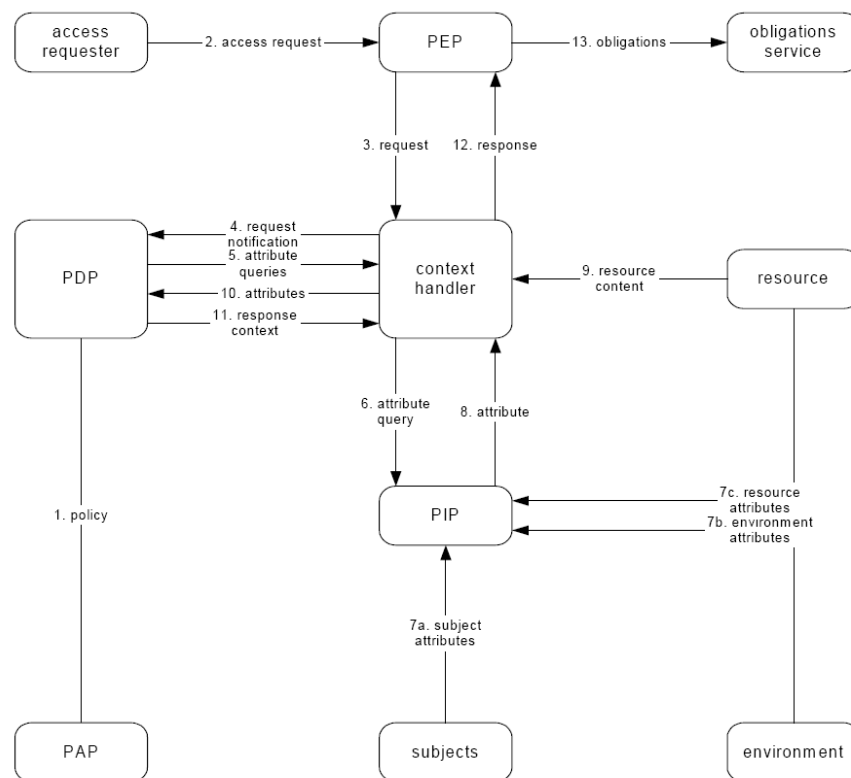 access
requester
2. access request
PEP
13. obligations
obligations
service
3. request
12. response
PDP
4. request
notification
5. attribute
queries
10. attributes
11. response
context
context
handler
9. resource
content
resource
6. attribute
query
8. attribute
1. policy
PIP
7c. resource
attributes
7b. environment
attributes
7a. subject
attributes
PAP
subjects
environment